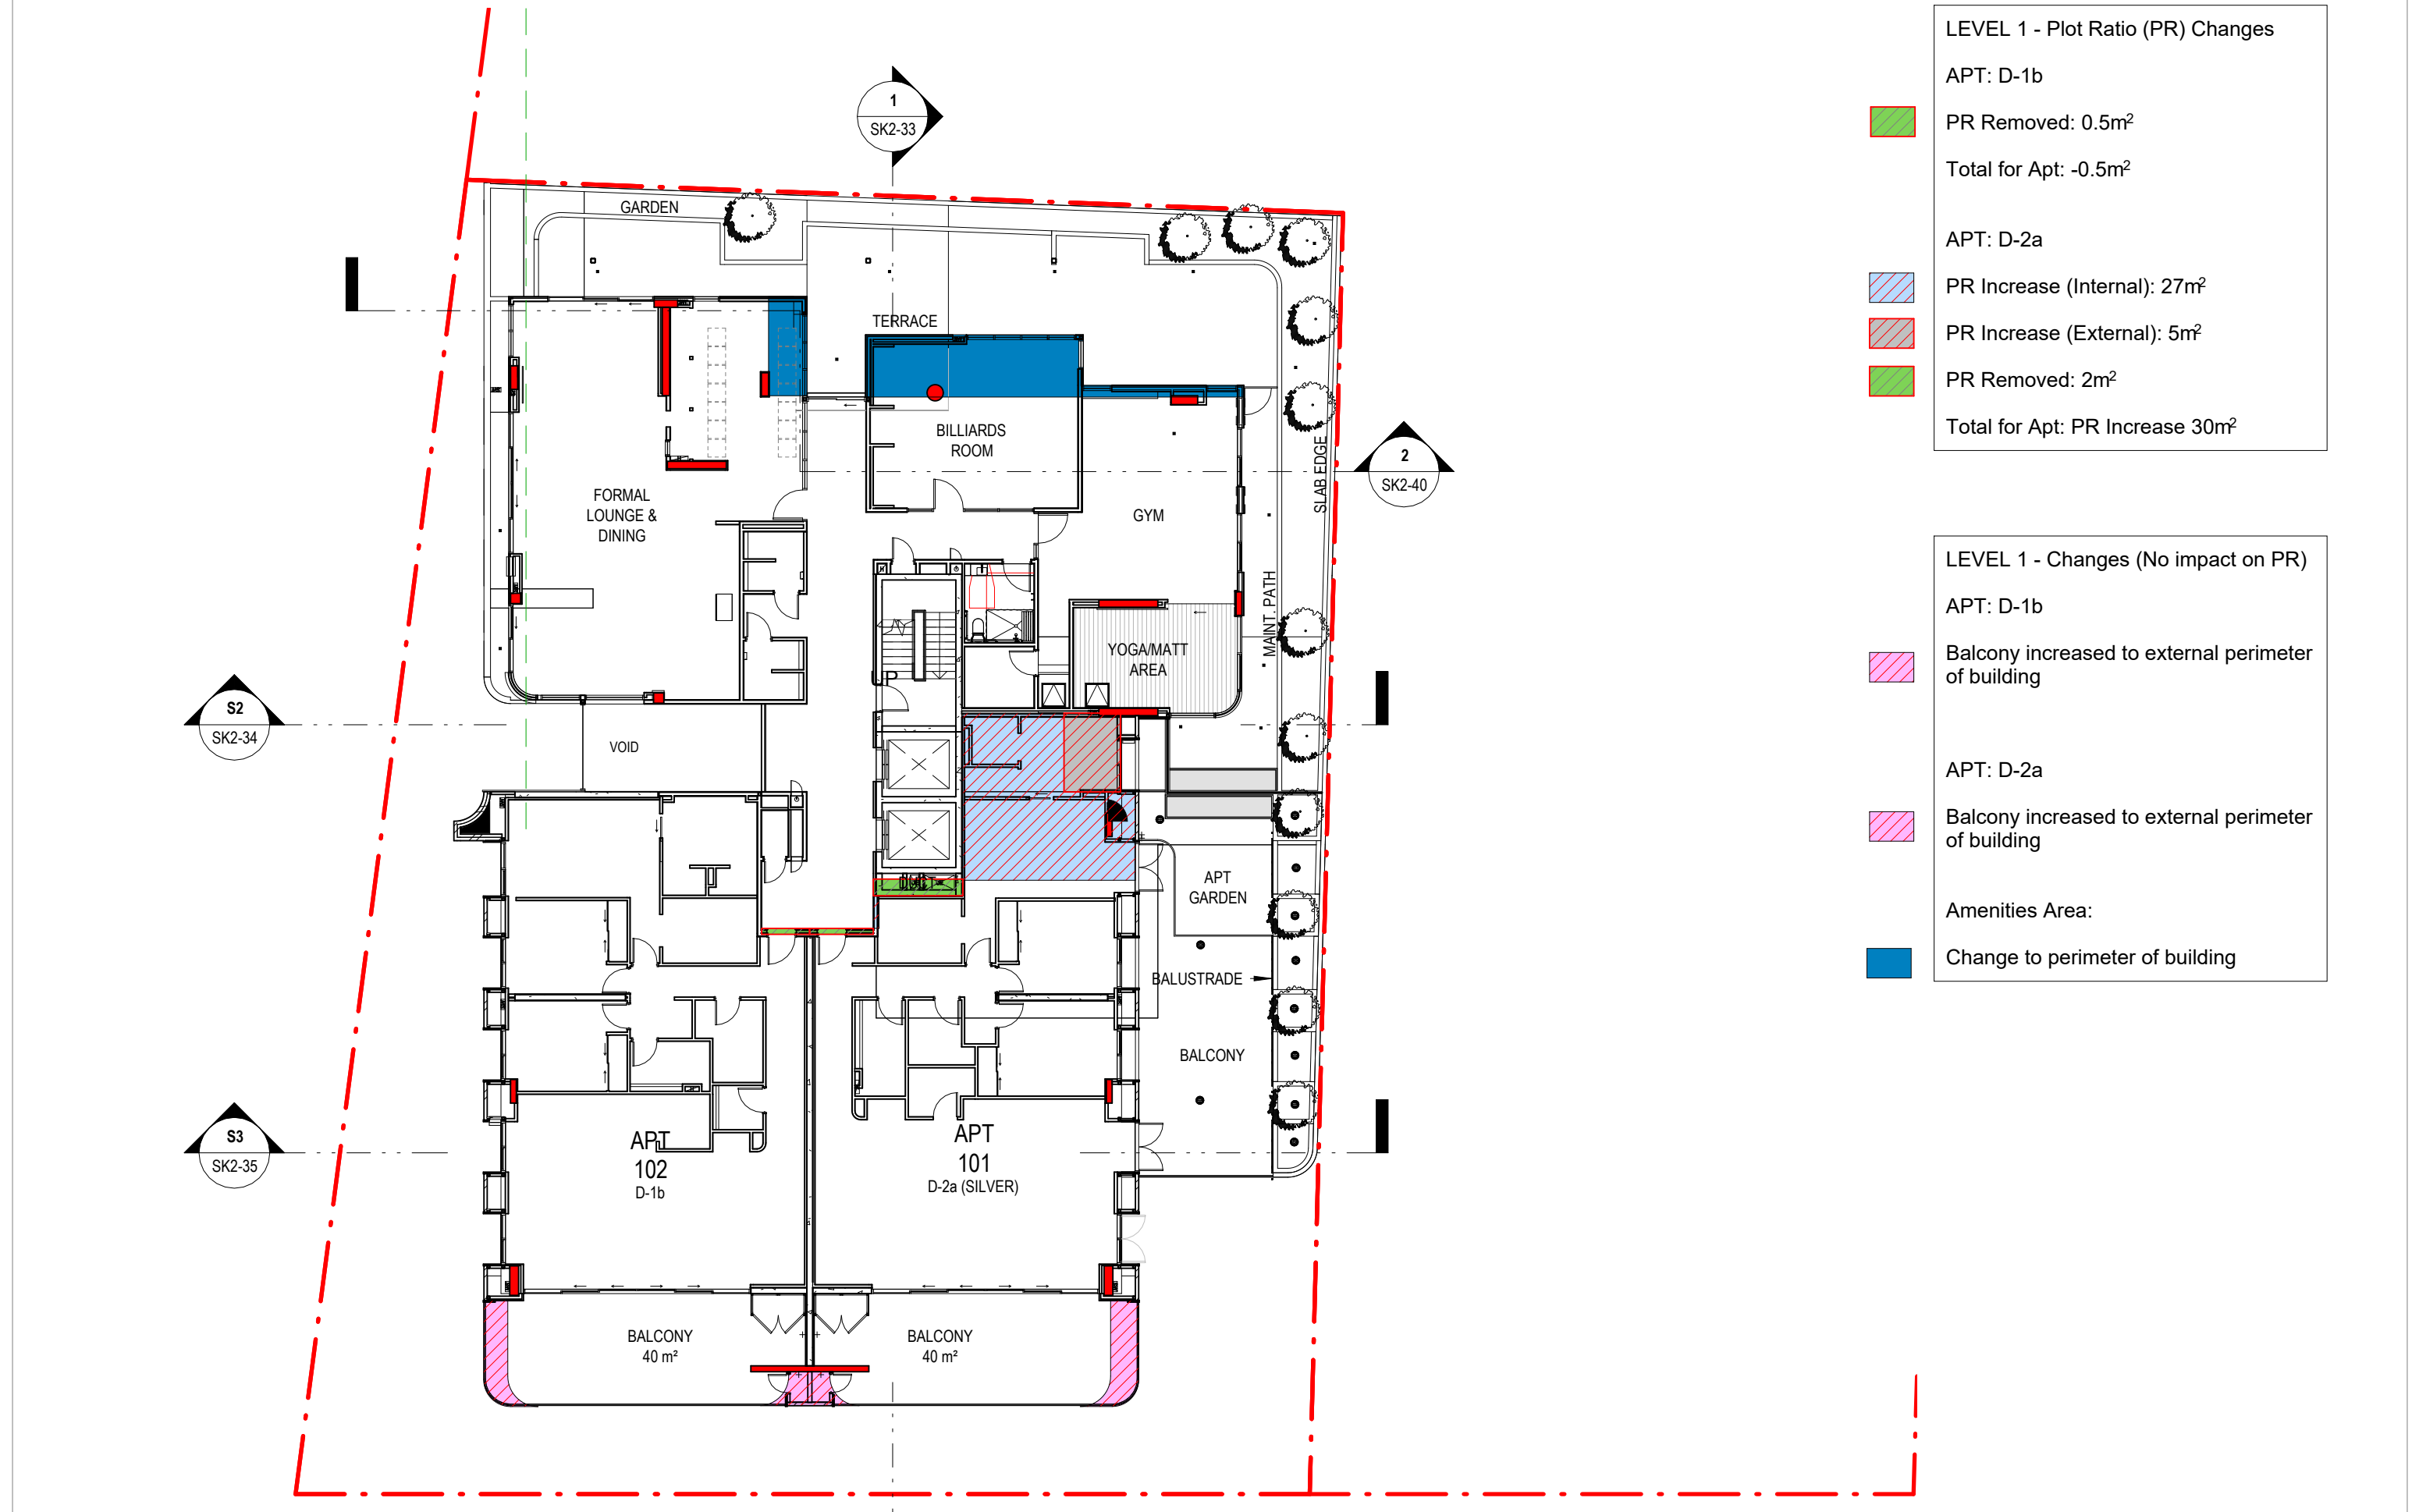 1
SK2-33
GARDEN
TERRACE
BILLIARDS
ROOM
2
SK2-40
FORMAL
LOUNGE &
DINING
GYM
SLAB EDGE
MAINT. PATH
YOGA/MATT
AREA
S2
SK2-34
VOID
APT
GARDEN
BALUSTRADE
BALCONY
S3
SK2-35
APT
102
D-1b
APT
101
D-2a (SILVER)
BALCONY
40 m²
BALCONY
40 m²
LEVEL 1 - Plot Ratio (PR) Changes
APT: D-1b
PR Removed: 0.5m²
Total for Apt: -0.5m²
APT: D-2a
PR Increase (Internal): 27m²
PR Increase (External): 5m²
PR Removed: 2m²
Total for Apt: PR Increase 30m²
LEVEL 1 - Changes (No impact on PR)
APT: D-1b
Balcony increased to external perimeter
of building
APT: D-2a
Balcony increased to external perimeter
of building
Amenities Area:
Change to perimeter of building